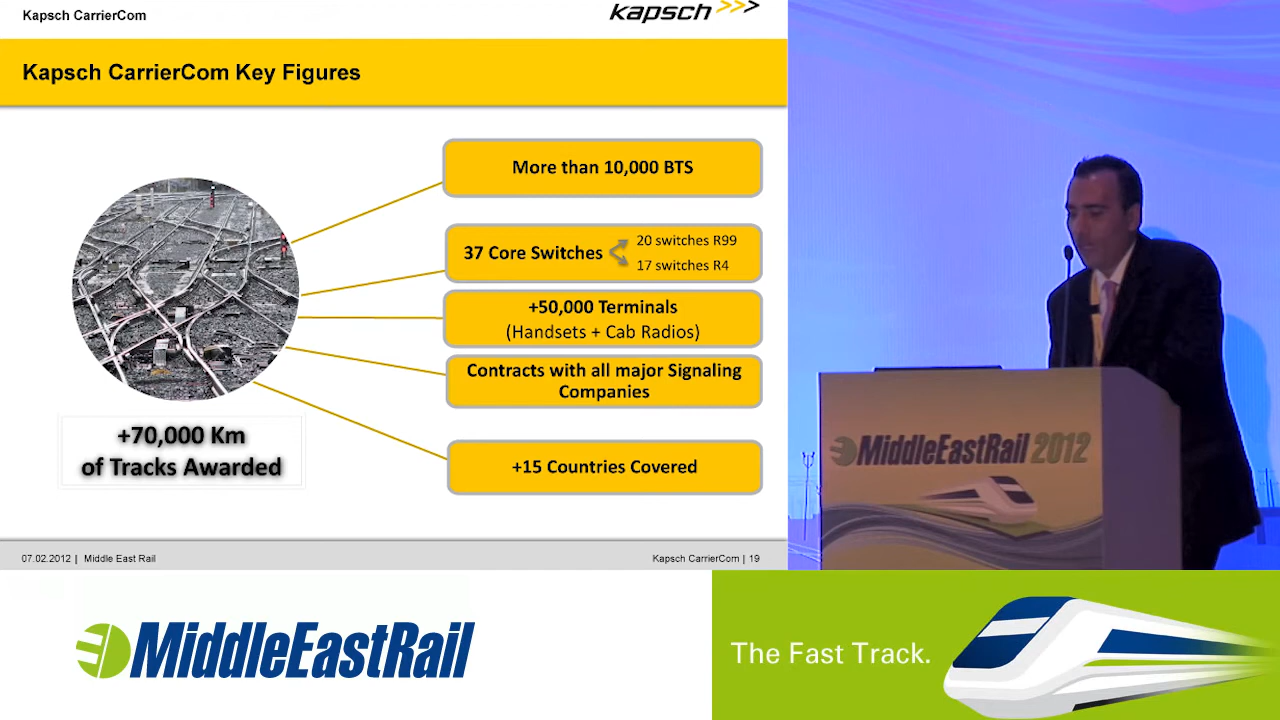 Kapsch CarrierCom
kapsch >>>
Kapsch CarrierCom Key Figures
More than 10,000 BTS
37 Core Switches
20 switches R99
17 switches R4
+50,000 Terminals
(Handsets + Cab Radios)
Contracts with all major Signaling
Companies
+15 Countries Covered
+70,000 Km
of Tracks Awarded
07.02.2012 | Middle East Rail
Kapsch CarrierCom | 19
MiddleEastRail 2012
MiddleEastRail
The Fast Track.